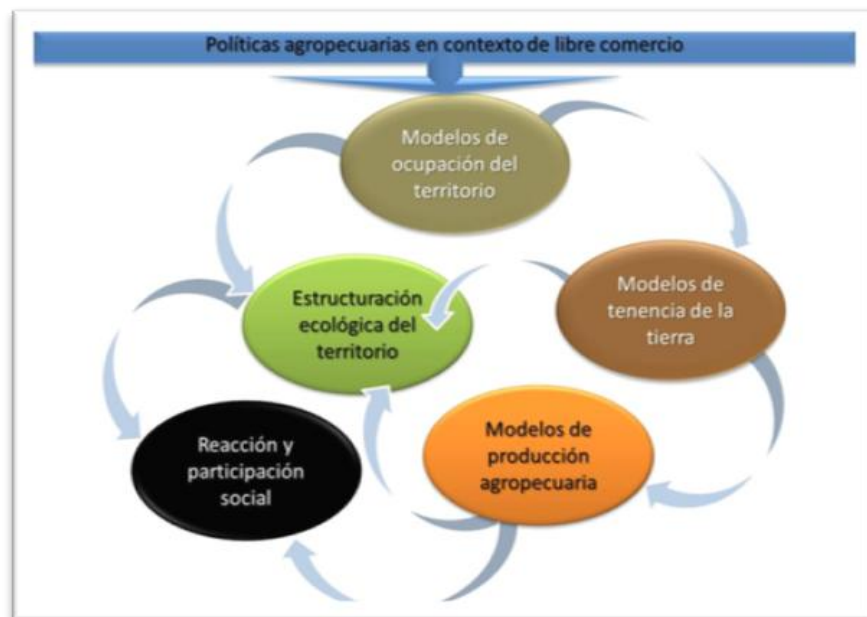 Políticas agropecuarias en contexto de libre comercio
Modelos de
ocupación del
territorio
Estructuración
ecológica del
territorio
Modelos de
tenencia de la
tierra
Reacción y
participación
social
Modelos de
producción
agropecuaria